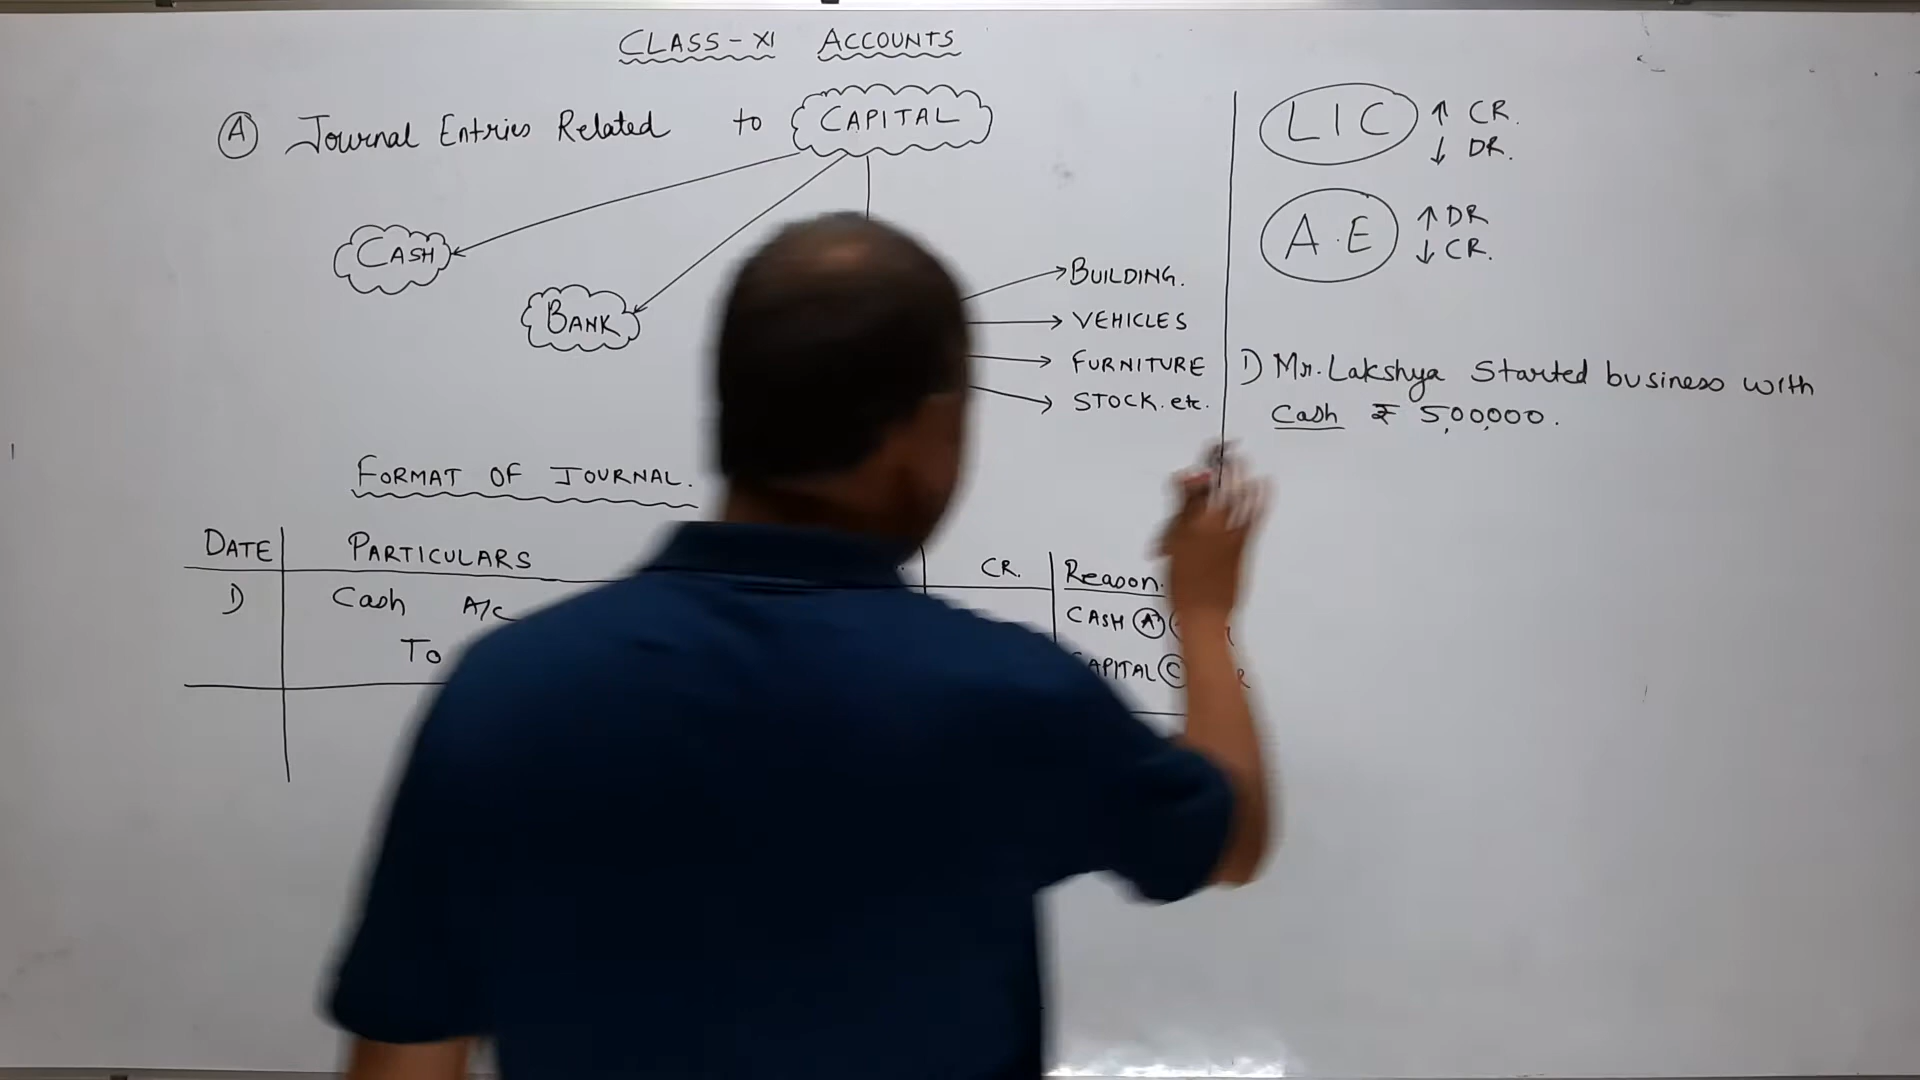 CLASS-XI ACCOUNTS
A Journal Entries Related to CAPITAL
CASH
BANK
BUILDING.
VEHICLES
FURNITURE
STOCK. etc.
FORMAT OF JOURNAL.
DATE PARTICULARS CR. Reason.
1) Cash A/c CASH A
To CAPITAL C
LIC ↑ CR.
↓ DR.
A.E ↑ DR
↓ CR.
1) Mr. Lakshya Started business with
Cash ₹ 5,00,000.